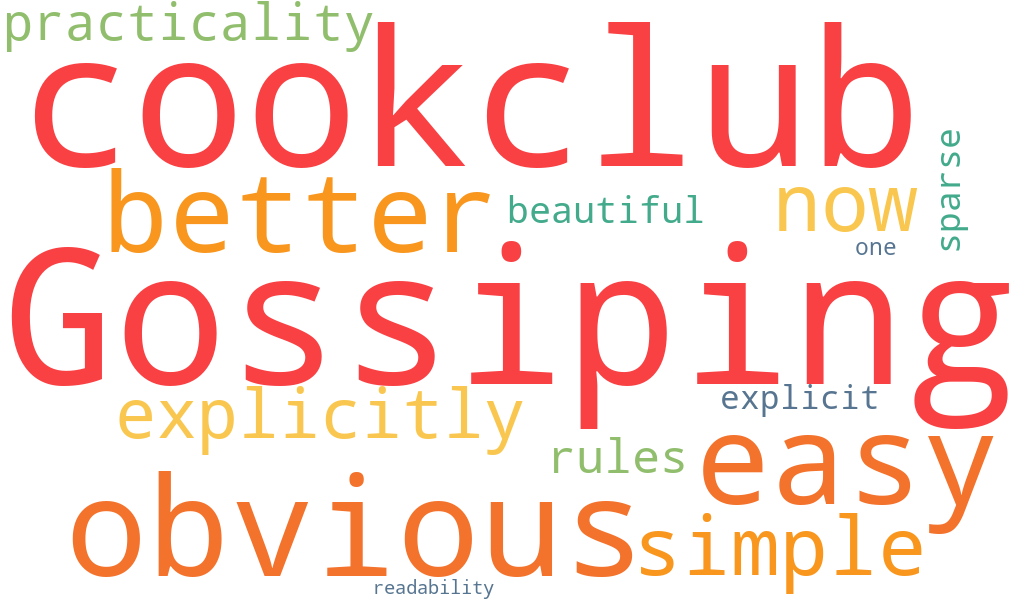 practicality
cookclub
sparse
better
beautiful
now
one
Gossiping
explicitly
explicit
rules
easy
obvious
simple
readability